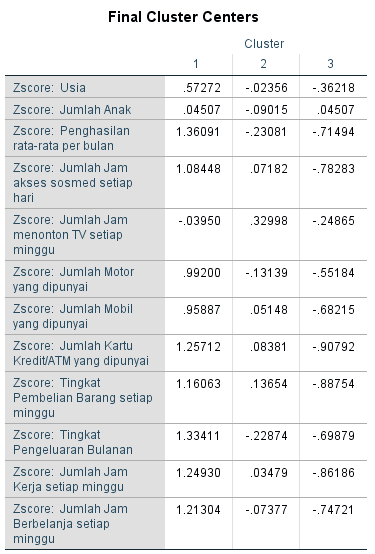 Final Cluster Centers
Cluster
1 2 3
Zscore: Usia .57272 -.02356 -.36218
Zscore: Jumlah Anak .04507 -.09015 .04507
Zscore: Penghasilan 1.36091 -.23081 -.71494
rata-rata per bulan
Zscore: Jumlah Jam 1.08448 .07182 -.78283
akses sosmed setiap
hari
Zscore: Jumlah Jam -.03950 .32998 -.24865
menonton TV setiap
minggu
Zscore: Jumlah Motor .99200 -.13139 -.55184
yang dipunyai
Zscore: Jumlah Mobil .95887 .05148 -.68215
yang dipunyai
Zscore: Jumlah Kartu 1.25712 .08381 -.90792
Kredit/ATM yang dipunyai
Zscore: Tingkat 1.16063 .13654 -.88754
Pembelian Barang setiap
minggu
Zscore: Tingkat 1.33411 -.22874 -.69879
Pengeluaran Bulanan
Zscore: Jumlah Jam 1.24930 .03479 -.86186
Kerja setiap minggu
Zscore: Jumlah Jam 1.21304 -.07377 -.74721
Berbelanja setiap
minggu